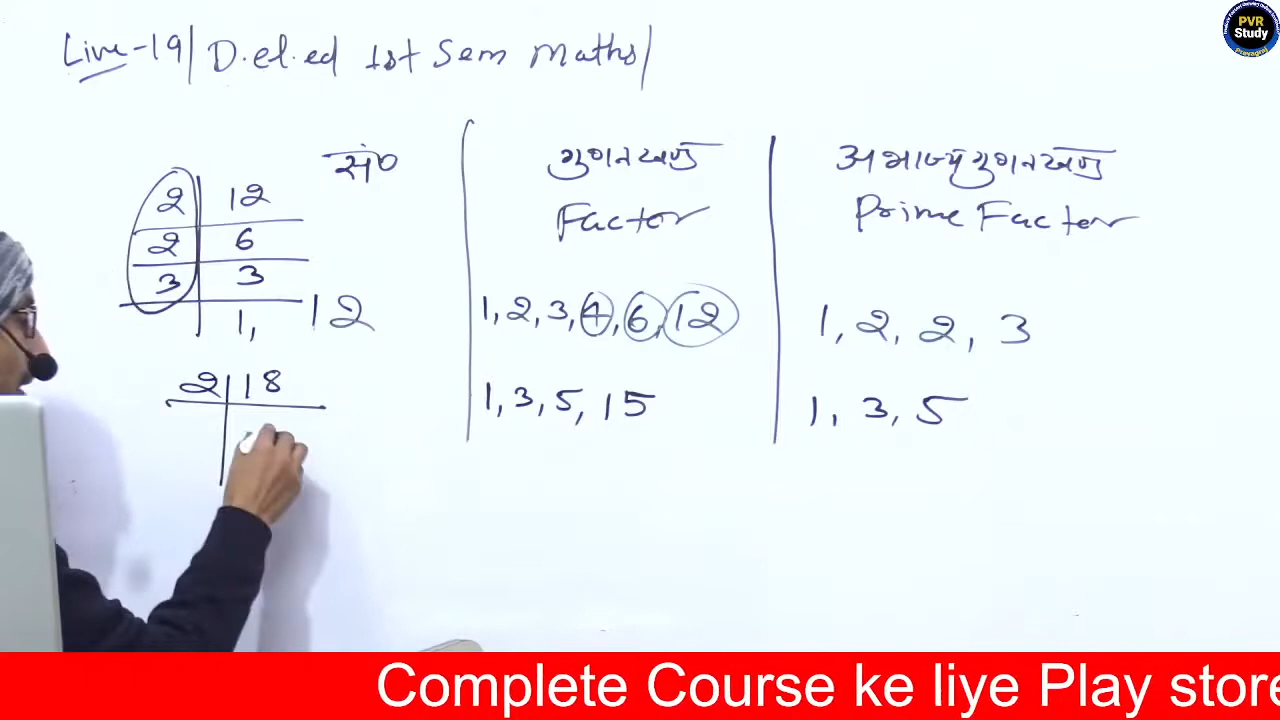 Live-19/ D.el.ed 1st Sem Maths/
PVR
Study
Prayagraj
सं०
गुणनखण्ड
Factor
अभाज्य गुणनखण्ड
Prime Factor
2 | 12
2 | 6
3 | 3
1,
12
1, 2, 3, 4, 6, 12
1, 2, 2, 3
2 | 18
1, 3, 5, 15
1, 3, 5
Complete Course ke liye Play store